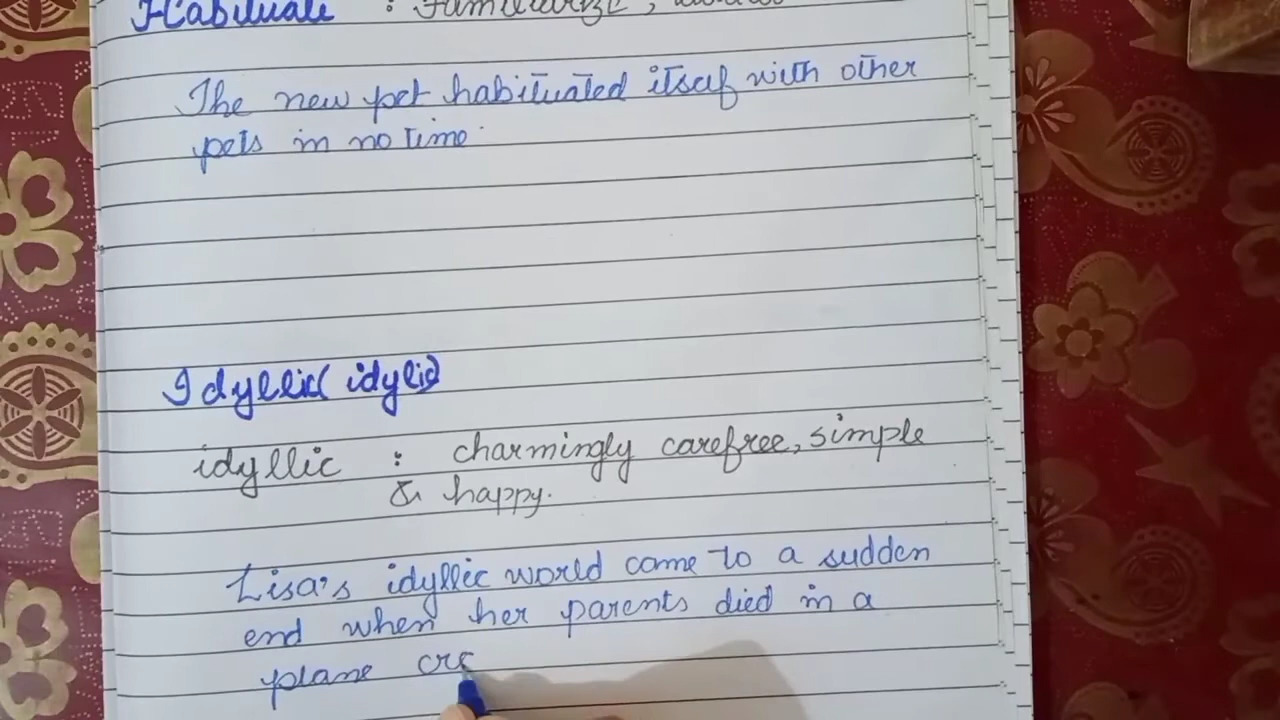 Habituate : Familiarize,
The new pet habituated itself with other
pets in no time.
Idyllic( idylic)
idyllic : charmingly carefree, simple
& happy.
Lisa's idyllic world came to a sudden
end when her parents died in a
plane cra